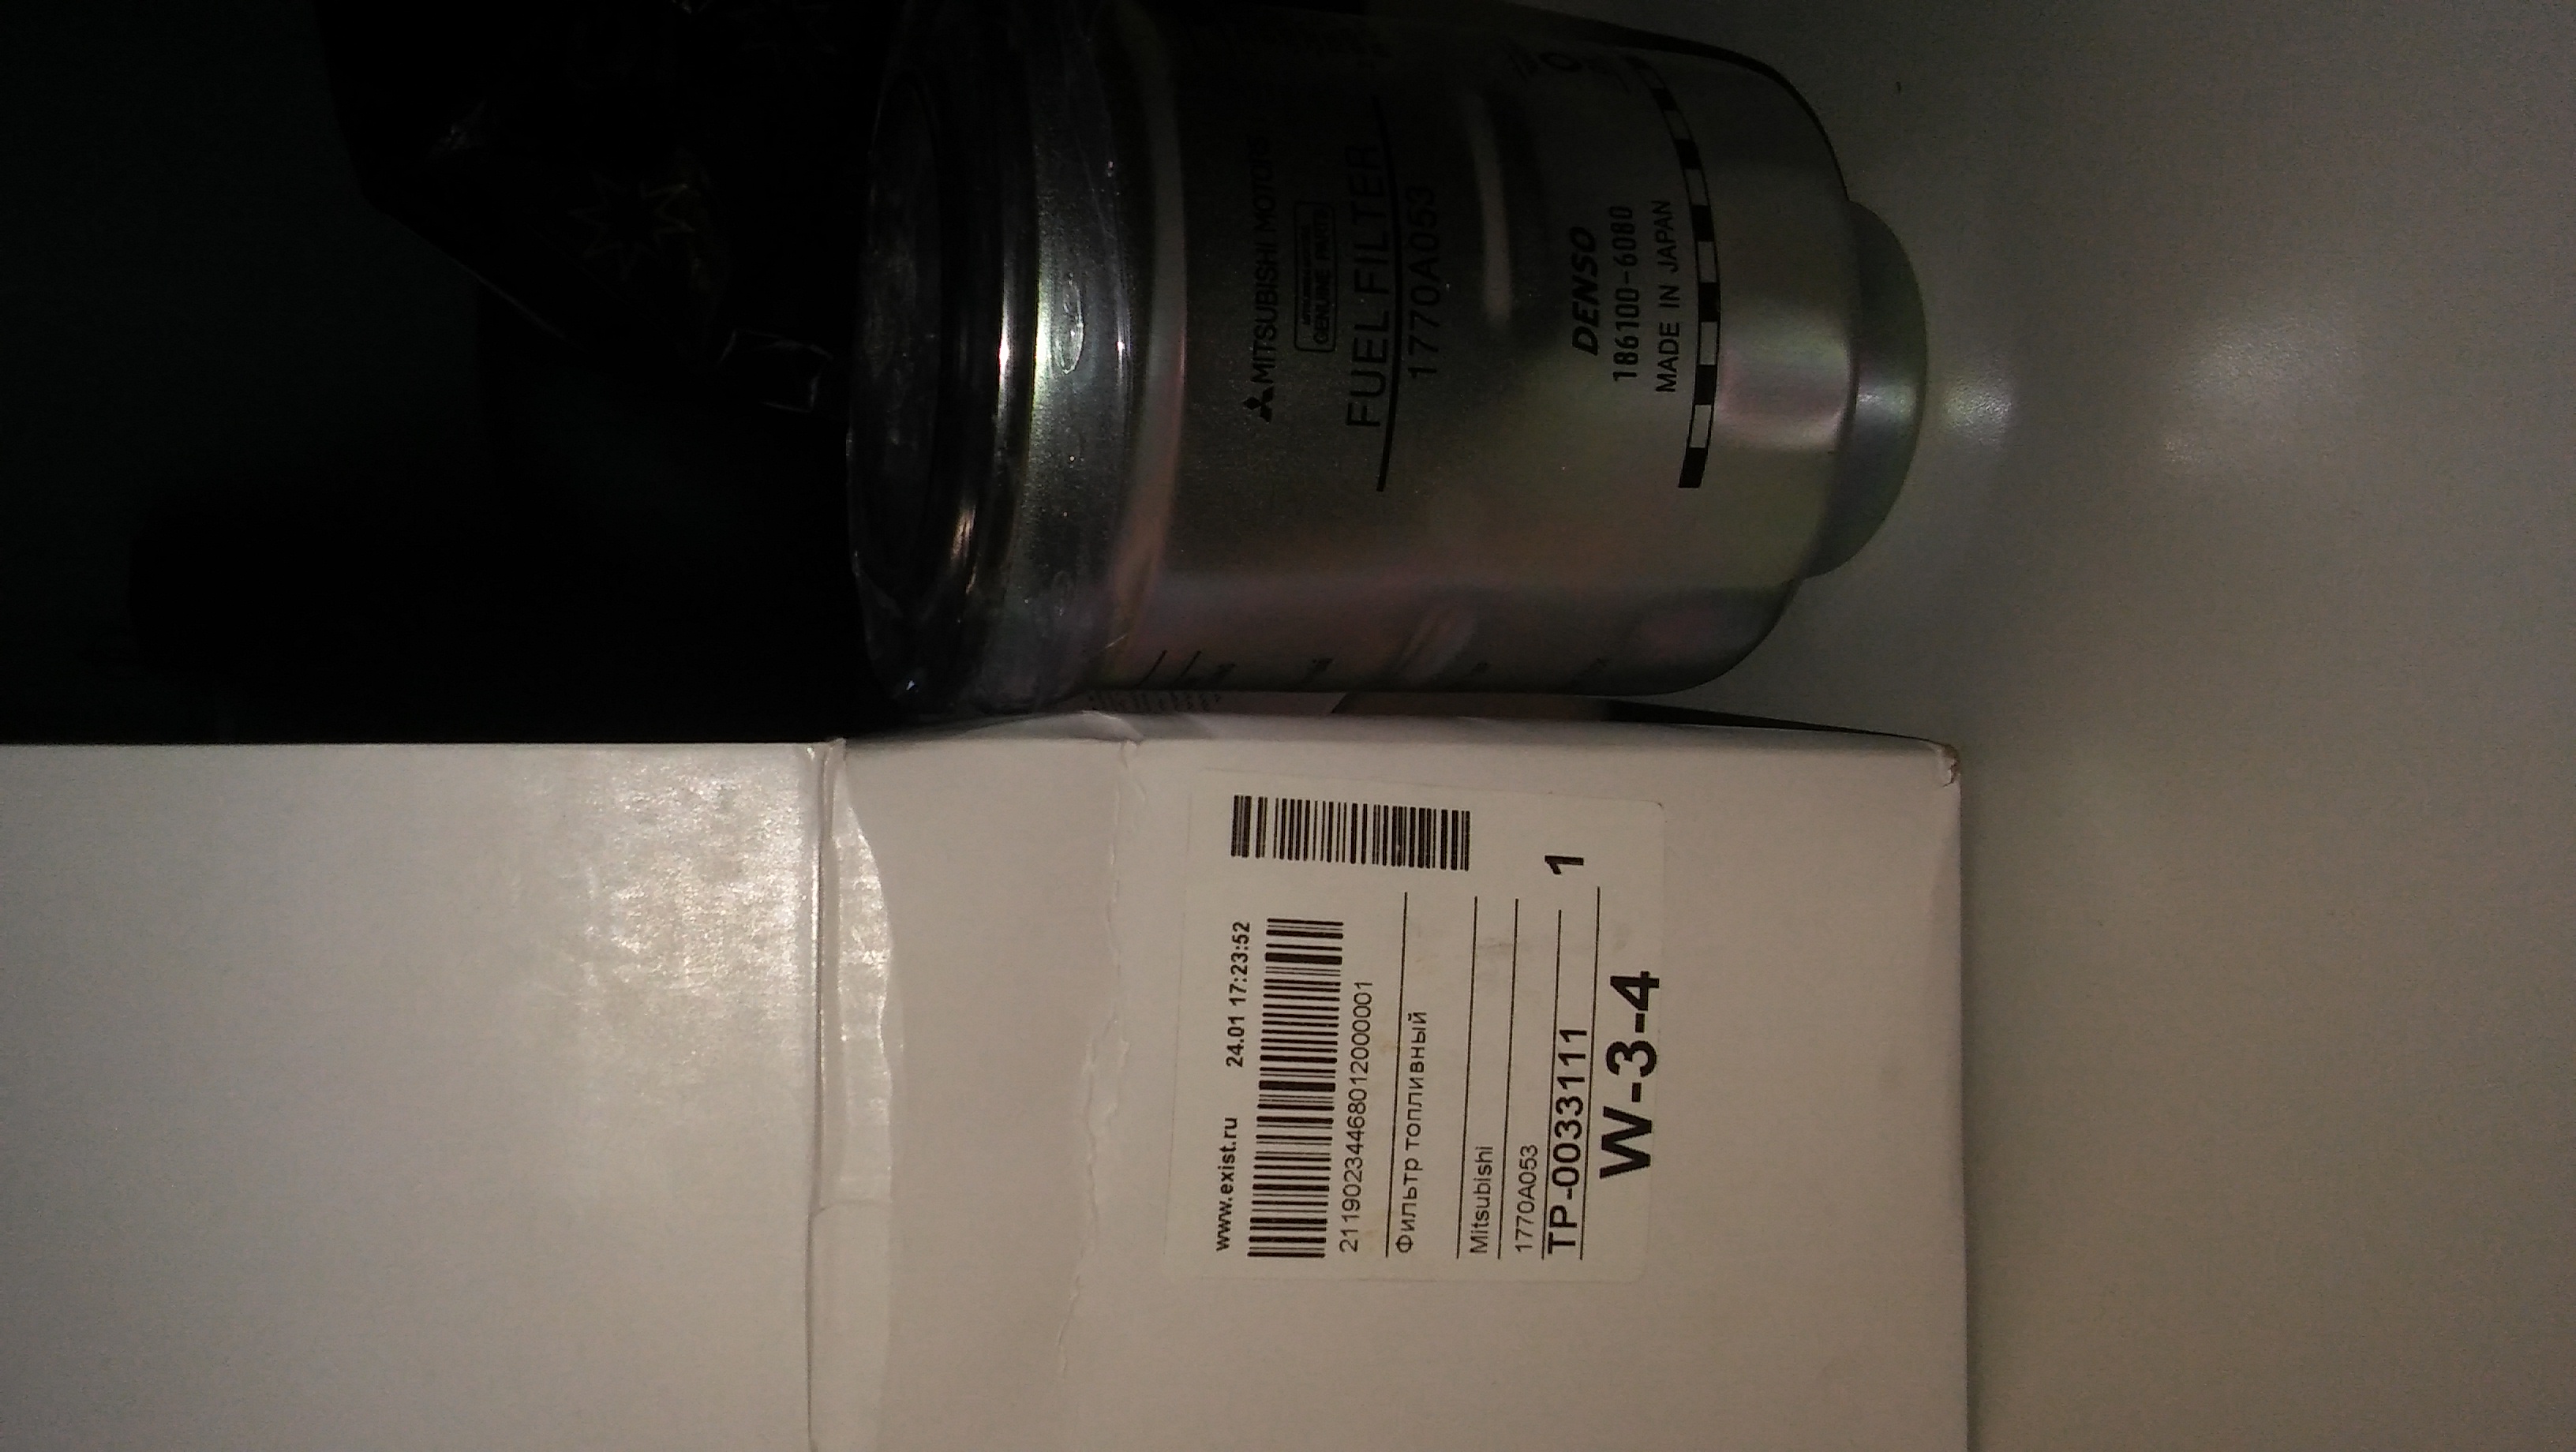 MITSUBISHI MOTORS
GENUINE PARTS
FUEL FILTER
1770A053
DENSO
186100-6080
MADE IN JAPAN
www.exist.ru 24.01 17:23:52
211902344680120000001
Фильтр топливный
Mitsubishi
1770A053
TP-0033111 1
W-3-4